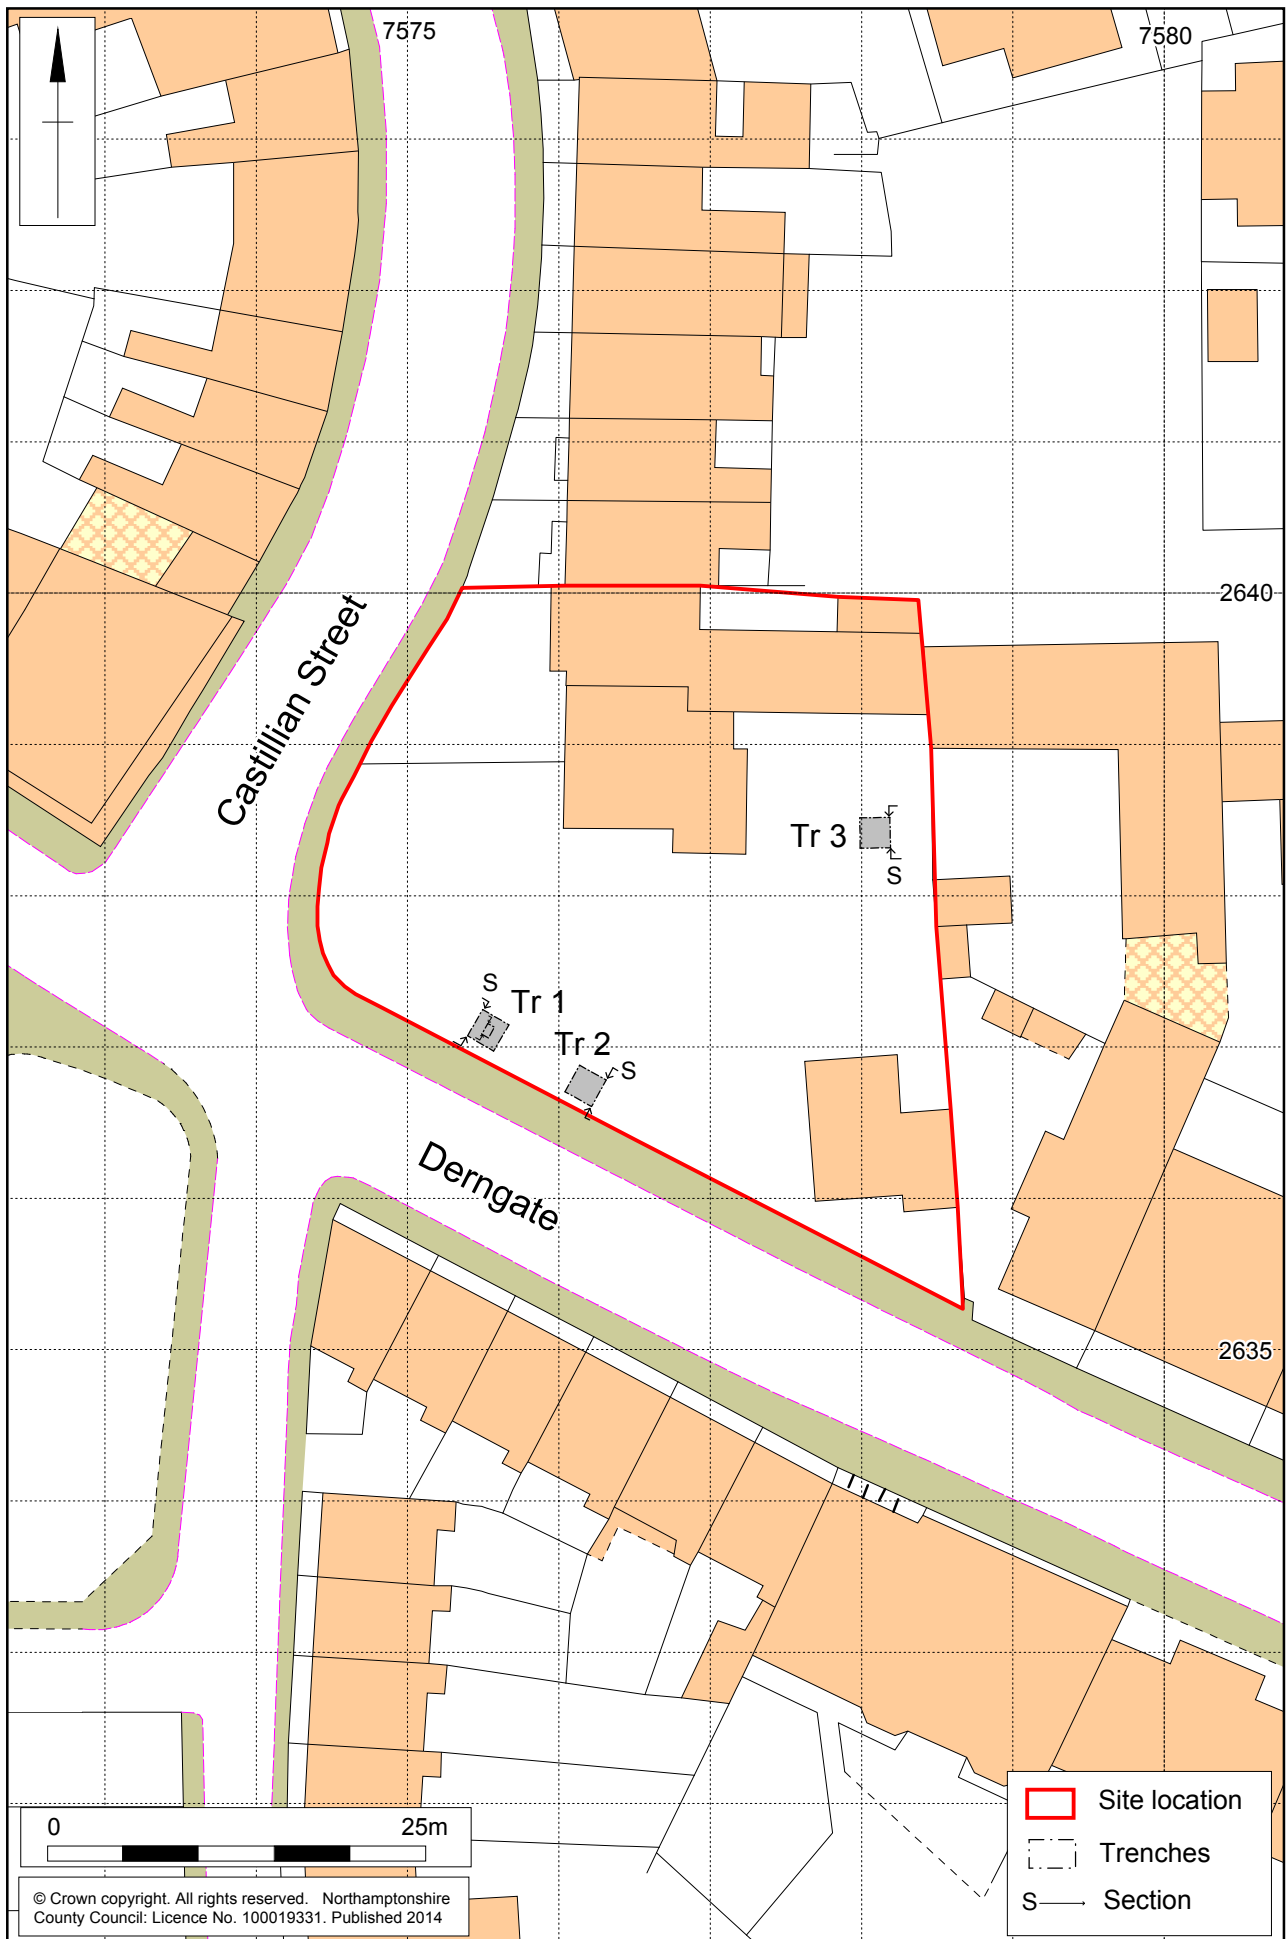 7575
7580
2640
Castillian Street
Tr 3
S
S
Tr 1
Tr 2
S
Derngate
2635
Site location
0 25m
Trenches
S Section
© Crown copyright. All rights reserved. Northamptonshire
County Council: Licence No. 100019331. Published 2014